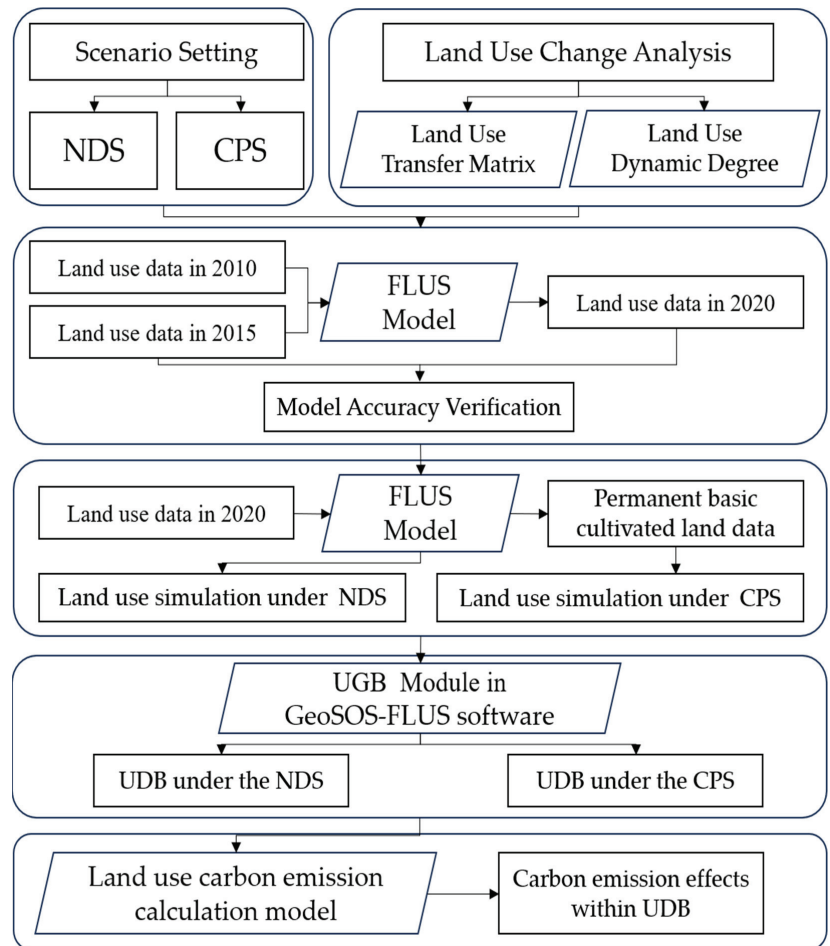 Scenario Setting
NDS
CPS
Land Use Change Analysis
Land Use
Transfer Matrix
Land Use
Dynamic Degree
Land use data in 2010
Land use data in 2015
FLUS
Model
Land use data in 2020
Model Accuracy Verification
Land use data in 2020
FLUS
Model
Permanent basic
cultivated land data
Land use simulation under NDS
Land use simulation under CPS
UGB Module in
GeoSOS-FLUS software
UDB under the NDS
UDB under the CPS
Land use carbon emission
calculation model
Carbon emission effects
within UDB